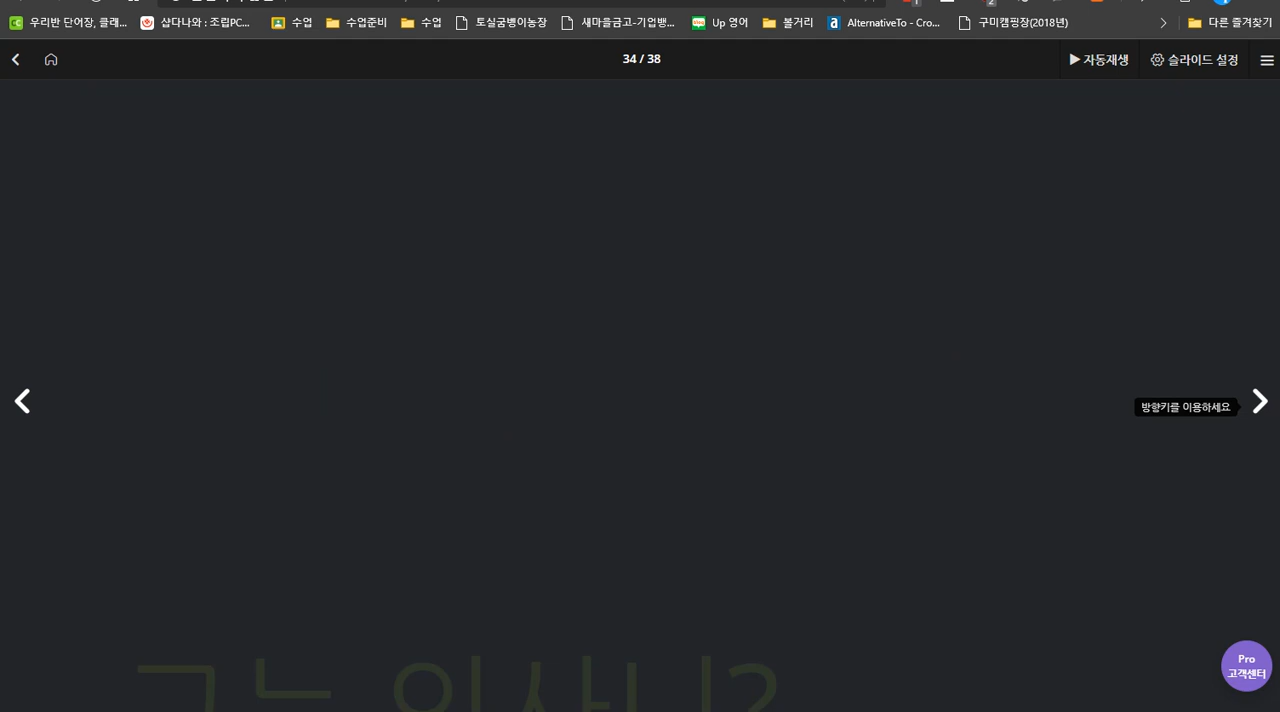 우리반 단어장, 클래... 샵다나와 : 조립PC... 수업 수업준비 수업 토실굼뱅이농장 새마을금고-기업뱅... Up 영어 볼거리 AlternativeTo - Cro... 구미캠핑장(2018년) 다른 즐겨찾기
34 / 38 ▶ 자동재생 슬라이드 설정
방향키를 이용하세요
Pro
고객센터